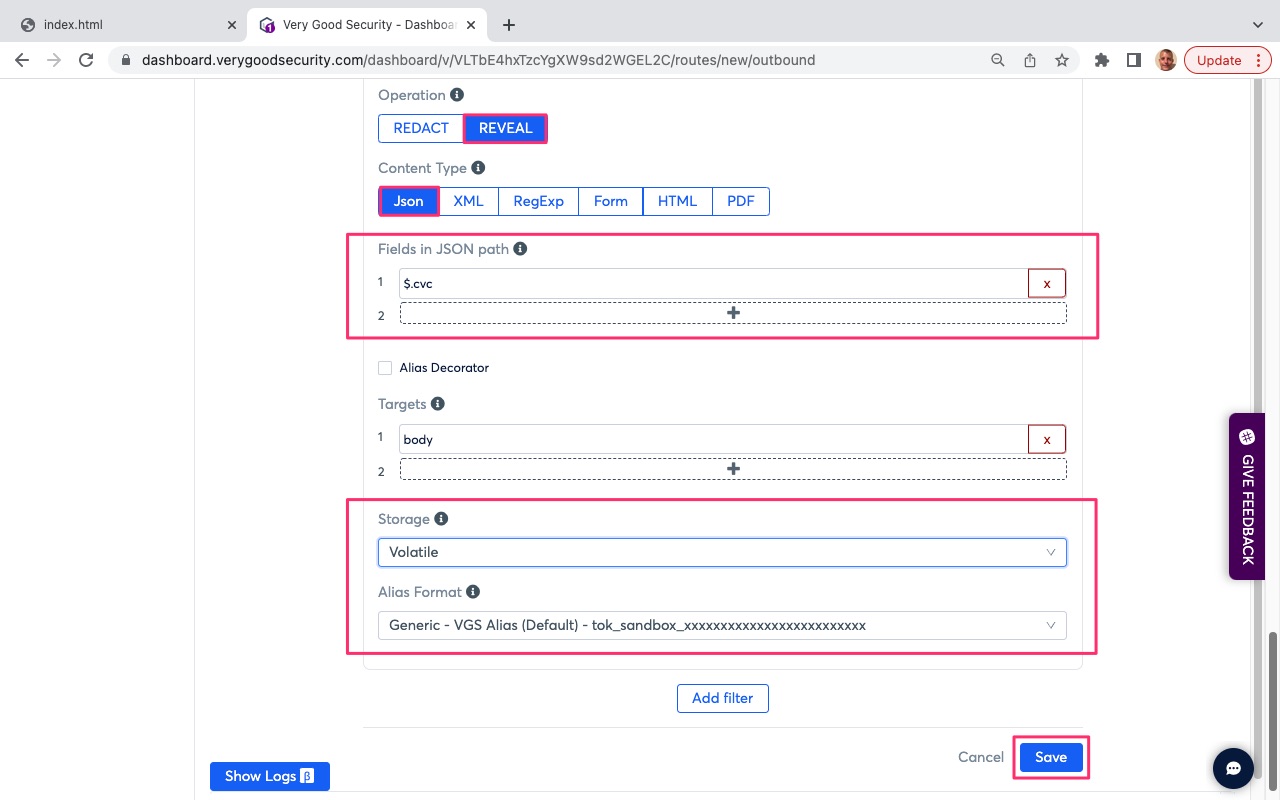 index.html
Very Good Security - Dashboa
dashboard.verygoodsecurity.com/dashboard/v/VLTbE4hxTzcYgXW9sd2WGEL2C/routes/new/outbound
Update
Operation
REDACT REVEAL
Content Type
Json XML RegExp Form HTML PDF
Fields in JSON path
1 $.cvc x
2
Alias Decorator
Targets
1 body x
2
Storage
Volatile
Alias Format
Generic - VGS Alias (Default) - tok_sandbox_xxxxxxxxxxxxxxxxxxxxxxxxx
Add filter
Cancel Save
Show Logs β
GIVE FEEDBACK